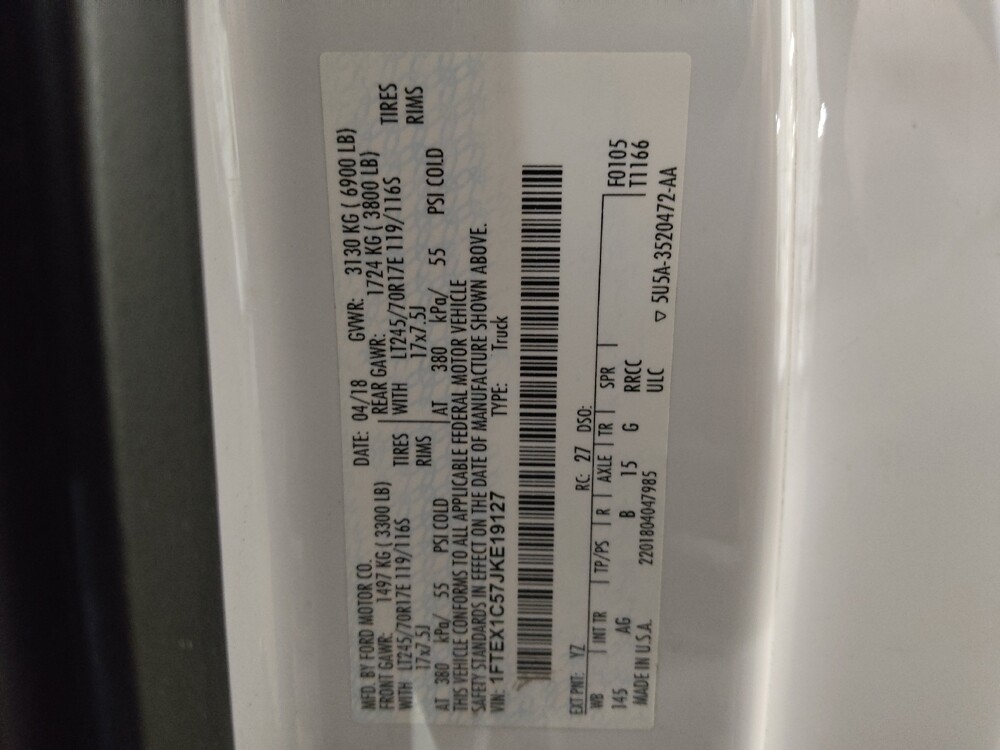 MFD. BY FORD MOTOR CO.
DATE: 04/18 GVWR: 3130 KG ( 6900 LB)
FRONT GAWR: 1497 KG ( 3300 LB) REAR GAWR: 1724 KG ( 3800 LB)
WITH LT245/70R17E 119/116S TIRES WITH LT245/70R17E 119/116S TIRES
17x7.5J RIMS 17x7.5J RIMS
AT 380 kPa/ 55 PSI COLD AT 380 kPa/ 55 PSI COLD
THIS VEHICLE CONFORMS TO ALL APPLICABLE FEDERAL MOTOR VEHICLE
SAFETY STANDARDS IN EFFECT ON THE DATE OF MANUFACTURE SHOWN ABOVE.
VIN: 1FTEX1C57JKE19127 TYPE: Truck
EXT PNT: YZ RC: 27 DSO:
WB INT TR TP/PS R AXLE TR SPR F0105
145 AG B 15 G RRCC T1166
MADE IN U.S.A. 2201804047985 ULC ▽ 5U5A-3520472-AA